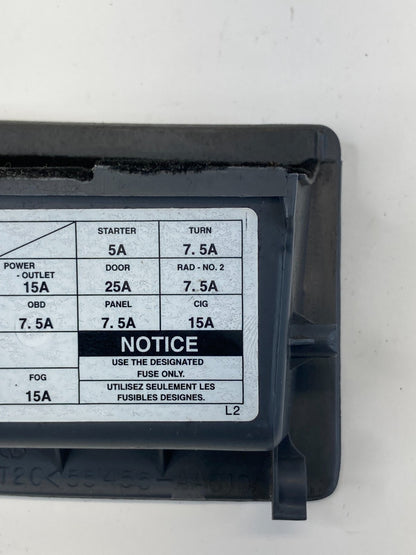 STARTER TURN
5A 7. 5A
POWER - OUTLET DOOR RAD - NO. 2
15A 25A 7. 5A
OBD PANEL CIG
7. 5A 7. 5A 15A
NOTICE
USE THE DESIGNATED
FUSE ONLY.
FOG
15A
UTILISEZ SEULEMENT LES
FUSIBLES DESIGNES.
L2